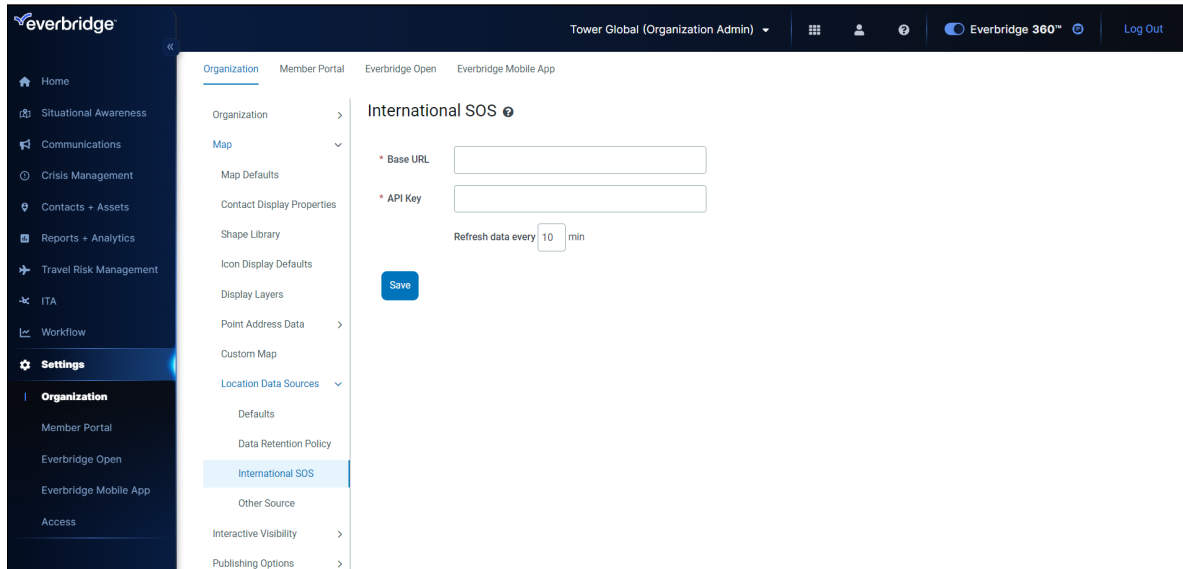 everbridge™
Tower Global (Organization Admin)
Everbridge 360™
Log Out
«
Home
Situational Awareness
Communications
Crisis Management
Contacts + Assets
Reports + Analytics
Travel Risk Management
ITA
Workflow
Settings
Organization
Member Portal
Everbridge Open
Everbridge Mobile App
Access
Organization Member Portal Everbridge Open Everbridge Mobile App
Organization
Map
Map Defaults
Contact Display Properties
Shape Library
Icon Display Defaults
Display Layers
Point Address Data
Custom Map
Location Data Sources
Defaults
Data Retention Policy
International SOS
Other Source
Interactive Visibility
Publishing Options
International SOS ?
* Base URL
* API Key
Refresh data every 10 min
Save